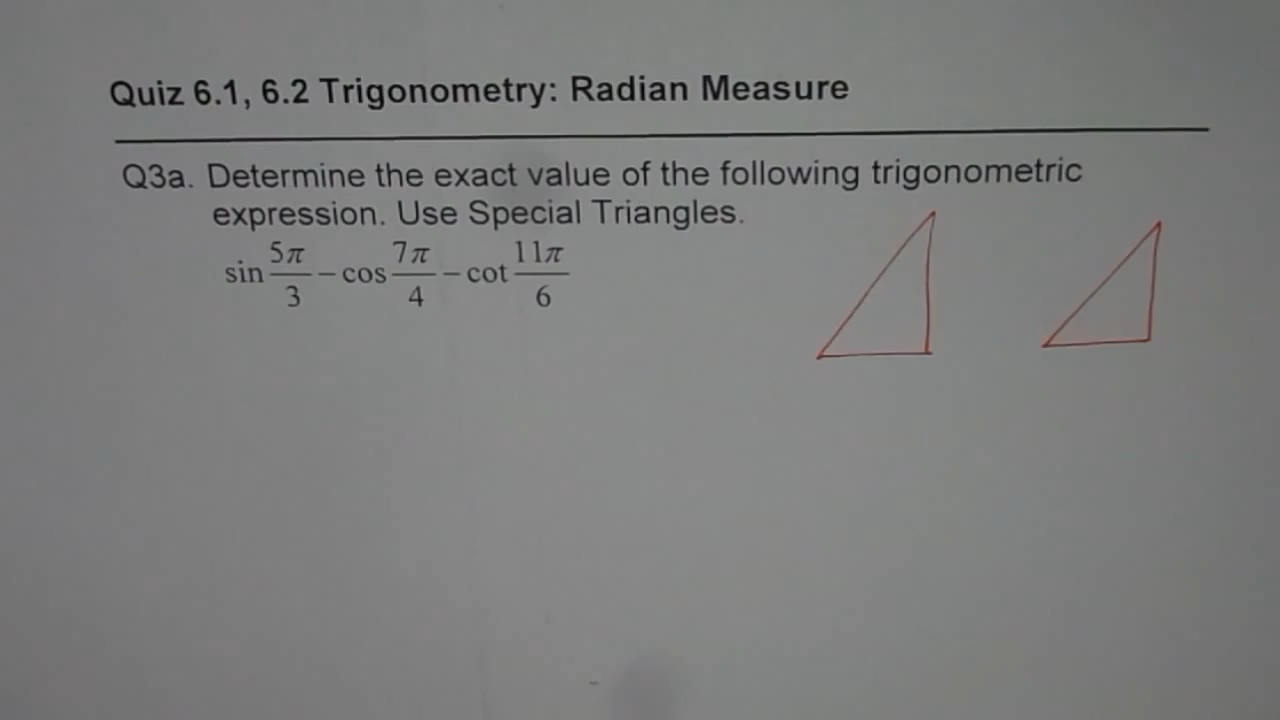 Quiz 6.1, 6.2 Trigonometry: Radian Measure
Q3a. Determine the exact value of the following trigonometric
expression. Use Special Triangles.
sin 5π/3 − cos 7π/4 − cot 11π/6